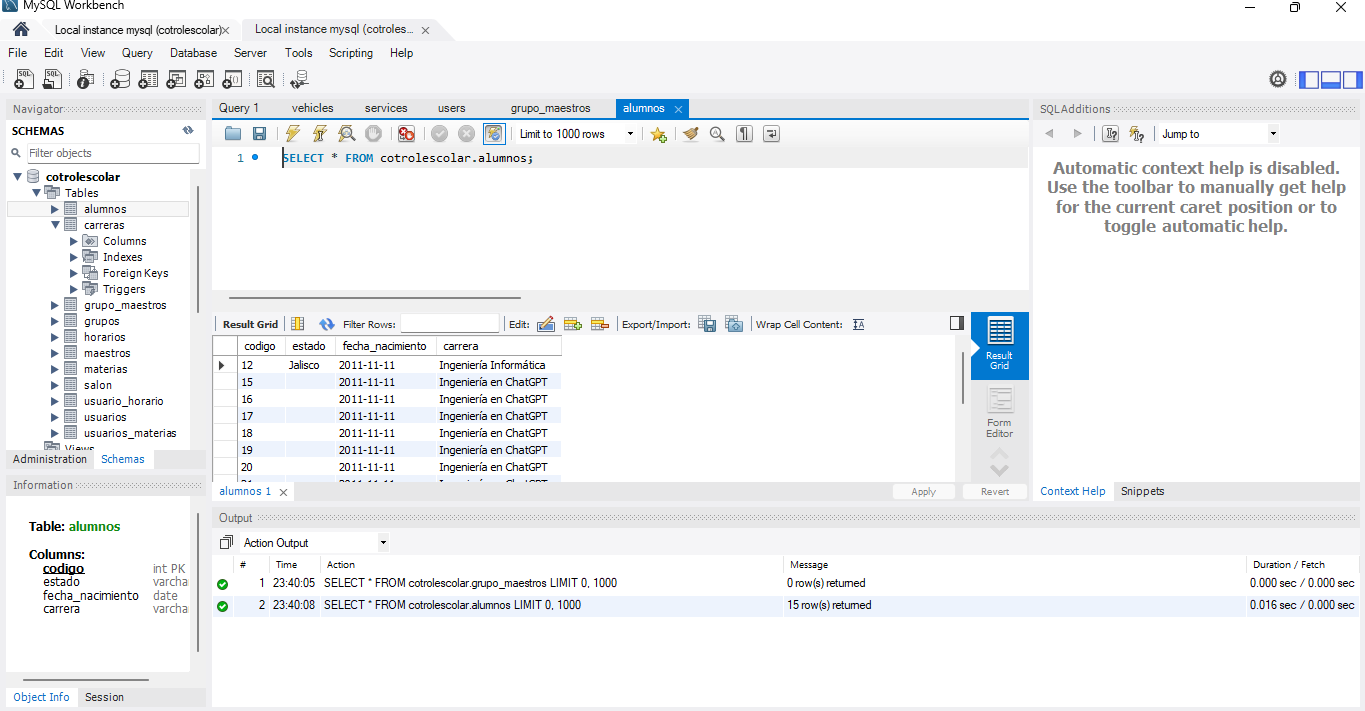 MySQL Workbench
Local instance mysql (cotrolescolar)
Local instance mysql (cotroles...
File Edit View Query Database Server Tools Scripting Help
Navigator
SCHEMAS
Filter objects
cotrolescolar
Tables
alumnos
carreras
Columns
Indexes
Foreign Keys
Triggers
grupo_maestros
grupos
horarios
maestros
materias
salon
usuario_horario
usuarios
usuarios_materias
Views
Administration Schemas
Information
Table: alumnos
Columns:
codigo int PK
estado varcha
fecha_nacimiento date
carrera varcha
Object Info Session
Query 1 vehicles services users grupo_maestros alumnos
Limit to 1000 rows
1 SELECT * FROM cotrolescolar.alumnos;
Result Grid Filter Rows: Edit: Export/Import: Wrap Cell Content:
codigo estado fecha_nacimiento carrera
12 Jalisco 2011-11-11 Ingeniería Informática
15 2011-11-11 Ingeniería en ChatGPT
16 2011-11-11 Ingeniería en ChatGPT
17 2011-11-11 Ingeniería en ChatGPT
18 2011-11-11 Ingeniería en ChatGPT
19 2011-11-11 Ingeniería en ChatGPT
20 2011-11-11 Ingeniería en ChatGPT
Result
Grid
Form
Editor
alumnos 1 Apply Revert
SQLAdditions
Jump to
Automatic context help is disabled.
Use the toolbar to manually get help
for the current caret position or to
toggle automatic help.
Context Help Snippets
Output
Action Output
# Time Action Message Duration / Fetch
1 23:40:05 SELECT * FROM cotrolescolar.grupo_maestros LIMIT 0, 1000 0 row(s) returned 0.000 sec / 0.000 sec
2 23:40:08 SELECT * FROM cotrolescolar.alumnos LIMIT 0, 1000 15 row(s) returned 0.016 sec / 0.000 sec